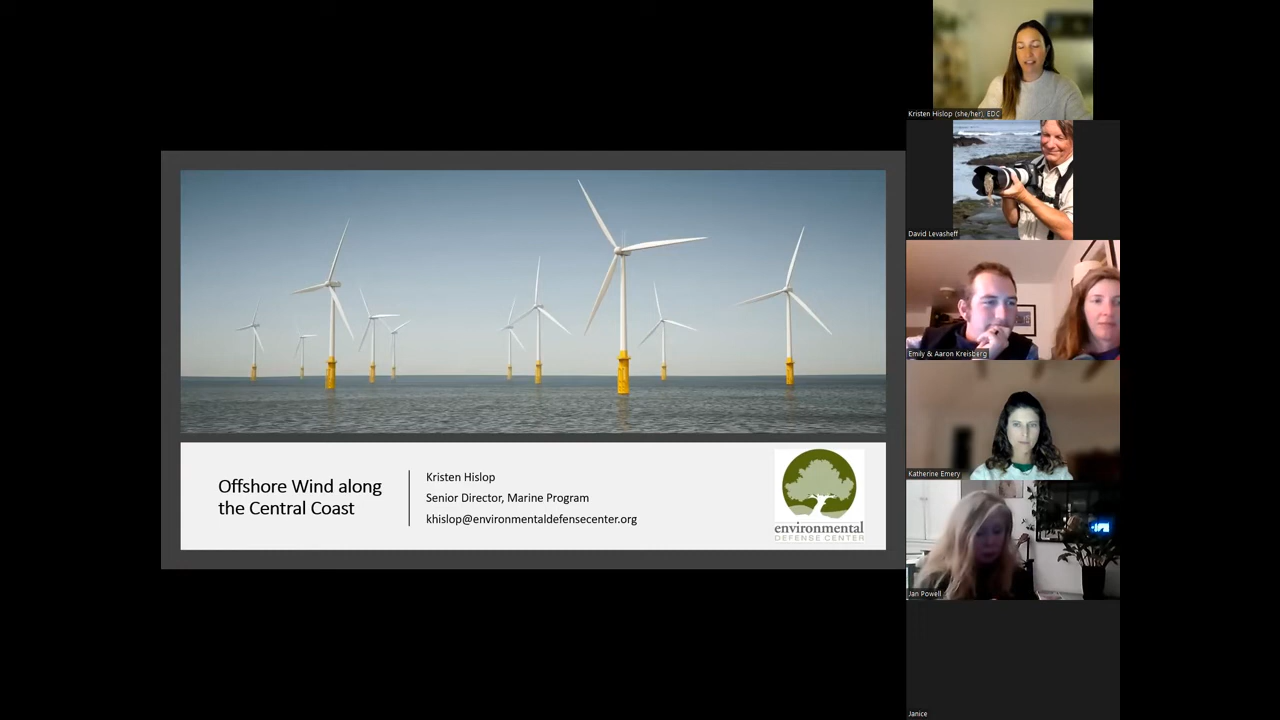 Offshore Wind along
the Central Coast
Kristen Hislop
Senior Director, Marine Program
khislop@environmentaldefensecenter.org
environmental
DEFENSE CENTER
Kristen Hislop (she/her), EDC
David Levasheff
Emily & Aaron Kreisberg
Katherine Emery
Jan Powell
Janice